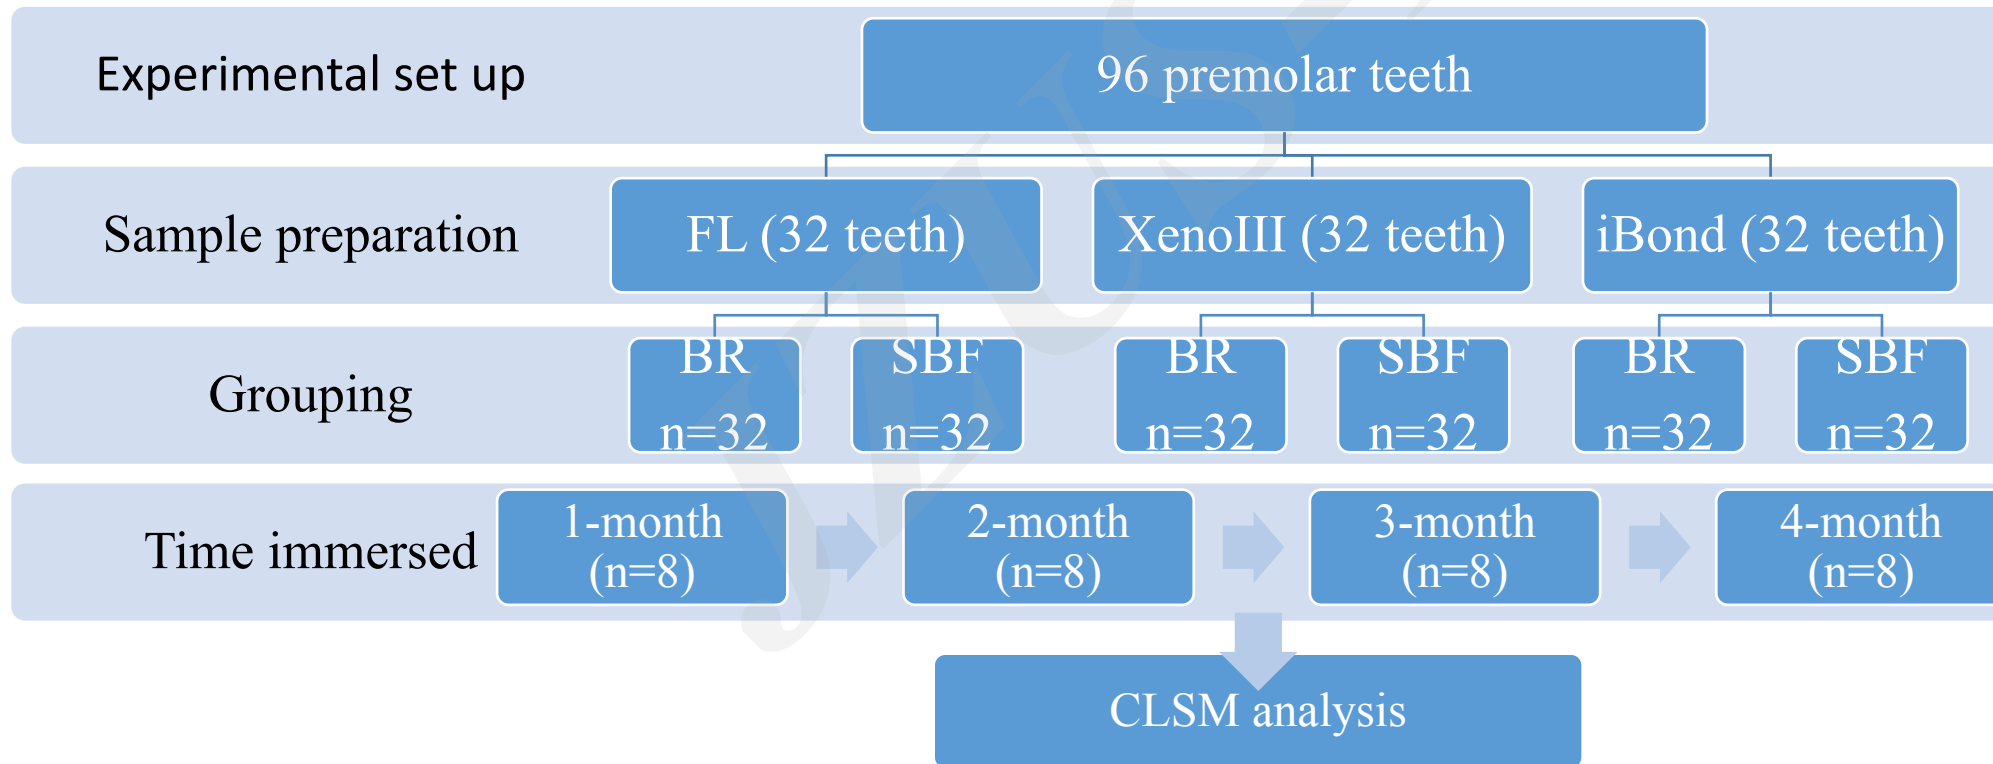 Experimental set up
96 premolar teeth
Sample preparation
FL (32 teeth)
XenoIII (32 teeth)
iBond (32 teeth)
Grouping
BR
n=32
SBF
n=32
BR
n=32
SBF
n=32
BR
n=32
SBF
n=32
Time immersed
1-month
(n=8)
2-month
(n=8)
3-month
(n=8)
4-month
(n=8)
CLSM analysis
JZUS